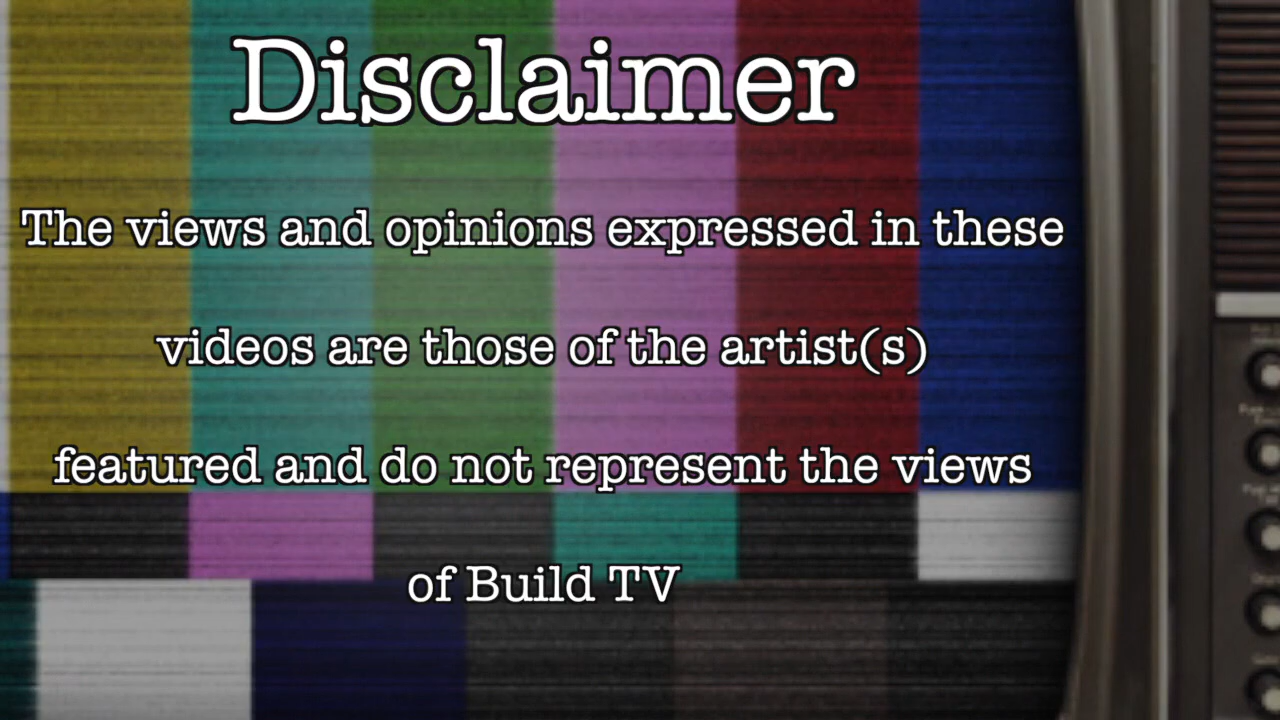 Disclaimer
The views and opinions expressed in these
videos are those of the artist(s)
featured and do not represent the views
of Build TV